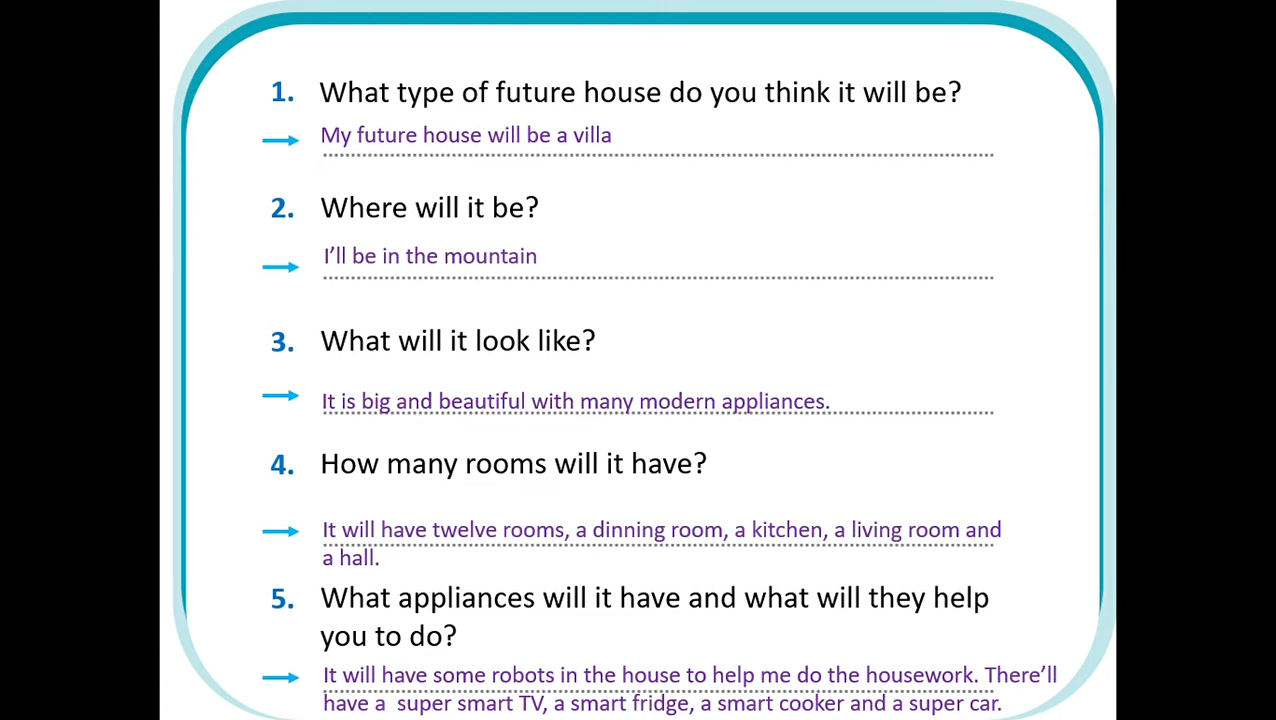 1. What type of future house do you think it will be?
My future house will be a villa
2. Where will it be?
I'll be in the mountain
3. What will it look like?
It is big and beautiful with many modern appliances.
4. How many rooms will it have?
It will have twelve rooms, a dinning room, a kitchen, a living room and
a hall.
5. What appliances will it have and what will they help
you to do?
It will have some robots in the house to help me do the housework. There'll
have a super smart TV, a smart fridge, a smart cooker and a super car.